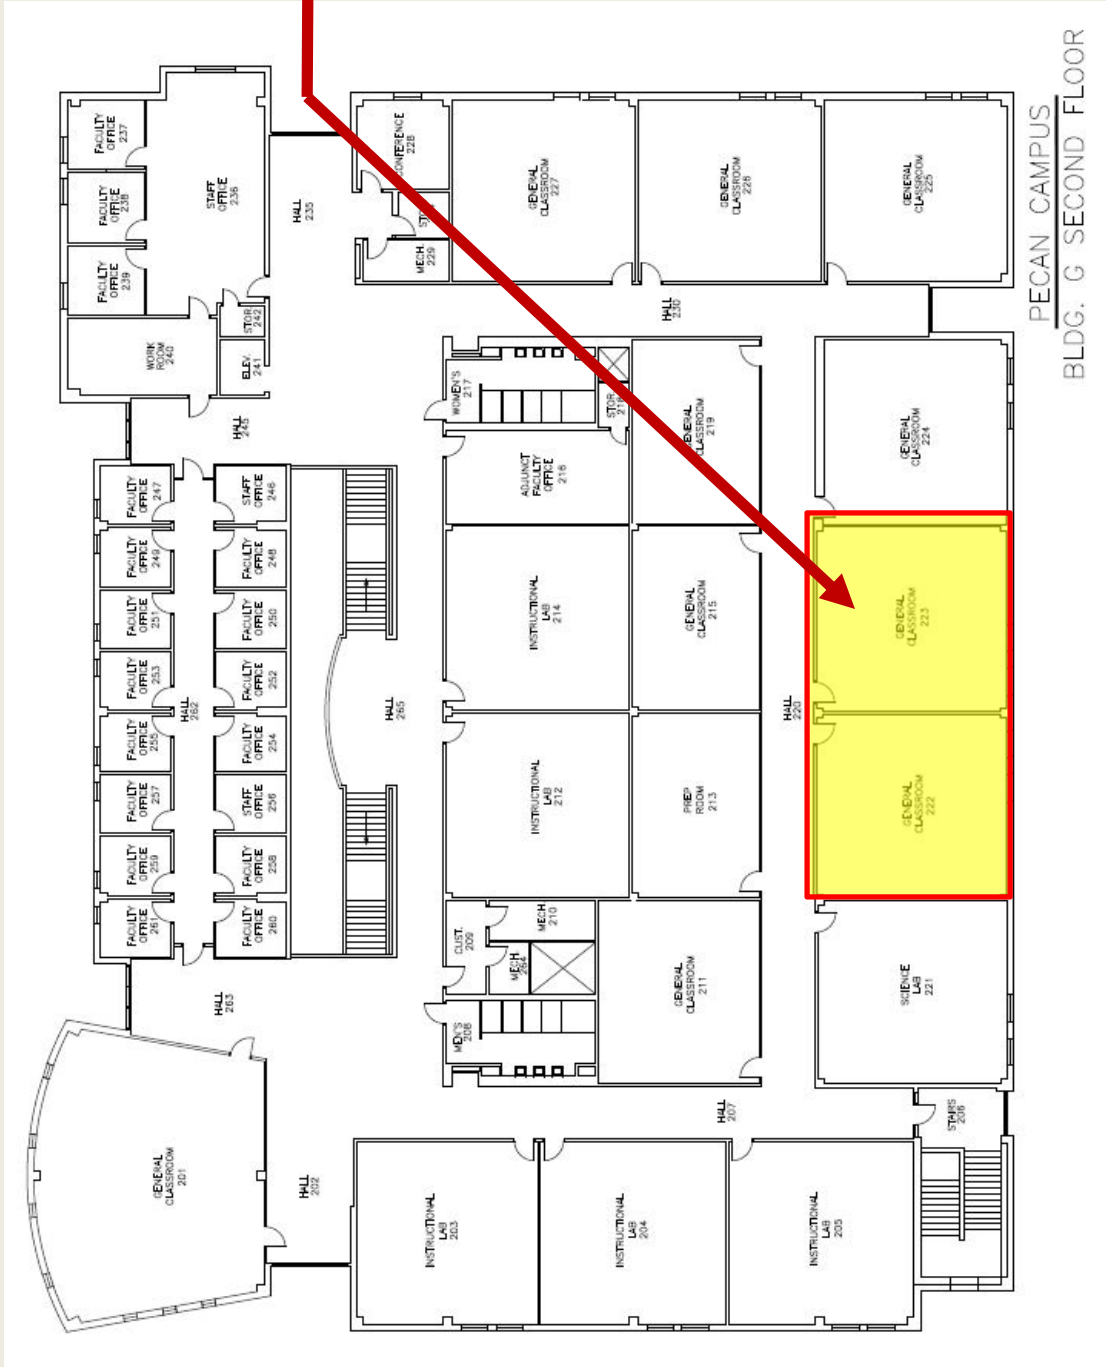 PECAN CAMPUS
BLDG. G SECOND FLOOR
FACULTY
OFFICE
237
FACULTY
OFFICE
238
FACULTY
OFFICE
239
STAFF
OFFICE
236
HALL
235
WORK
ROOM
240
STOR.
242
ELEV.
241
HALL
245
CONFERENCE
228
MECH.
229
GENERAL
CLASSROOM
227
GENERAL
CLASSROOM
226
GENERAL
CLASSROOM
225
HALL
230
WOMEN'S
217
STOR.
218
GENERAL
CLASSROOM
219
ADJUNCT
FACULTY
OFFICE
216
GENERAL
CLASSROOM
224
FACULTY
OFFICE
247
STAFF
OFFICE
246
FACULTY
OFFICE
249
FACULTY
OFFICE
248
FACULTY
OFFICE
251
FACULTY
OFFICE
250
FACULTY
OFFICE
253
FACULTY
OFFICE
252
HALL
262
FACULTY
OFFICE
255
FACULTY
OFFICE
254
FACULTY
OFFICE
257
STAFF
OFFICE
256
FACULTY
OFFICE
259
FACULTY
OFFICE
258
FACULTY
OFFICE
261
FACULTY
OFFICE
260
HALL
265
INSTRUCTIONAL
LAB
214
GENERAL
CLASSROOM
215
GENERAL
CLASSROOM
223
HALL
220
INSTRUCTIONAL
LAB
212
PREP
ROOM
213
GENERAL
CLASSROOM
222
CUST.
209
MECH.
210
MECH.
264
MEN'S
208
GENERAL
CLASSROOM
211
SCIENCE
LAB
221
HALL
263
HALL
207
STAIRS
206
GENERAL
CLASSROOM
201
HALL
202
INSTRUCTIONAL
LAB
203
INSTRUCTIONAL
LAB
204
INSTRUCTIONAL
LAB
205